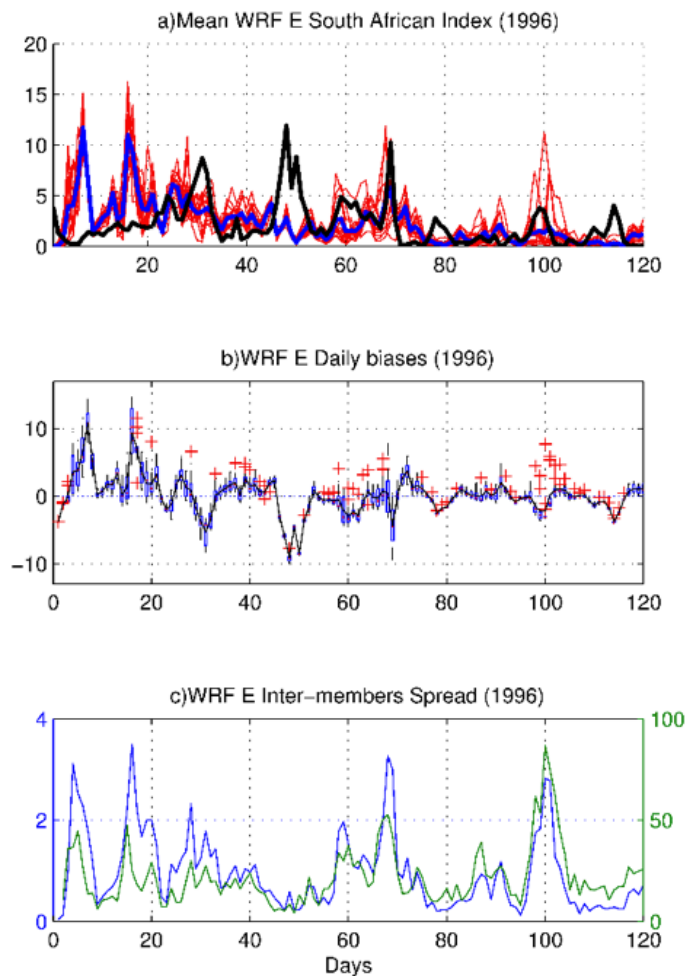 a)Mean WRF E South African Index (1996)
20
15
10
5
0
20 40 60 80 100 120
b)WRF E Daily biases (1996)
10
0
−10
0 20 40 60 80 100 120
c)WRF E Inter−members Spread (1996)
4 100
2 50
0 0
0 20 40 60 80 100 120
Days